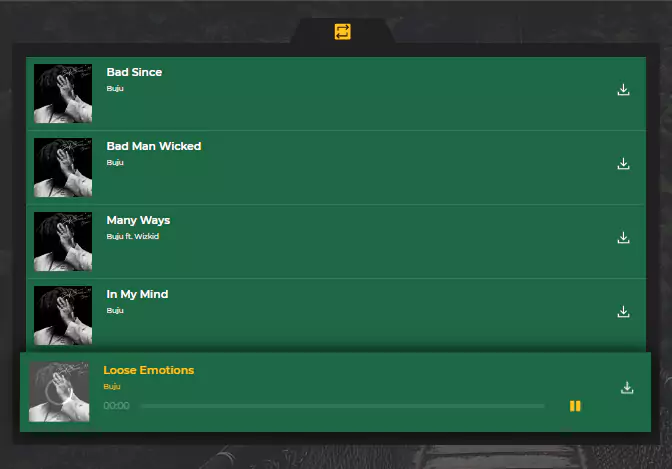 Bad Since
Buju
Bad Man Wicked
Buju
Many Ways
Buju ft. Wizkid
In My Mind
Buju
Loose Emotions
Buju
00:00